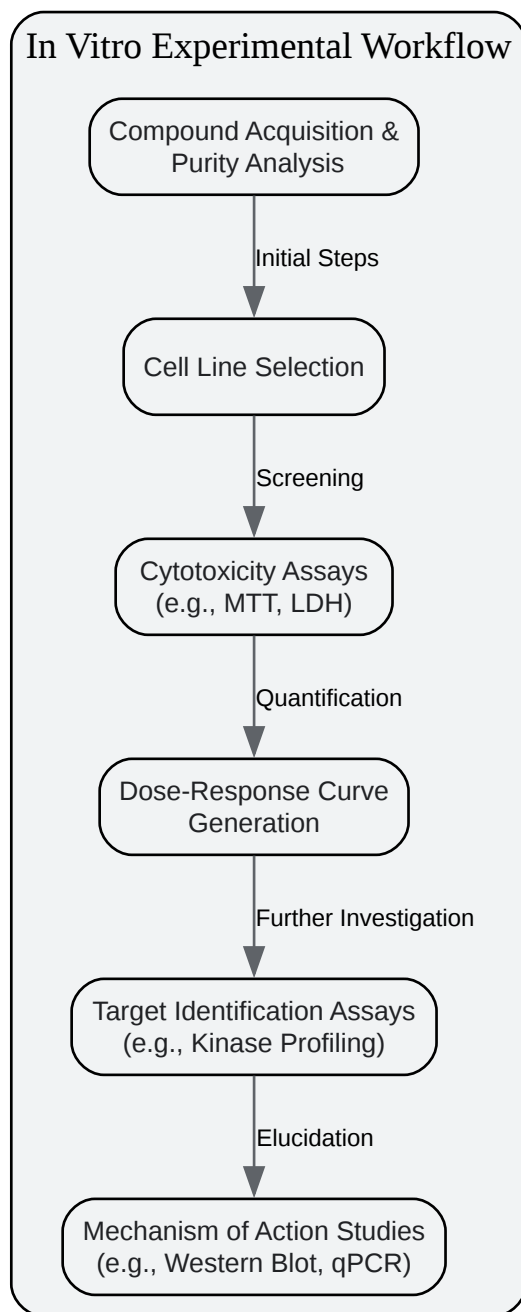 In Vitro Experimental Workflow
Compound Acquisition &
Purity Analysis
Initial Steps
Cell Line Selection
Screening
Cytotoxicity Assays
(e.g., MTT, LDH)
Quantification
Dose-Response Curve
Generation
Further Investigation
Target Identification Assays
(e.g., Kinase Profiling)
Elucidation
Mechanism of Action Studies
(e.g., Western Blot, qPCR)